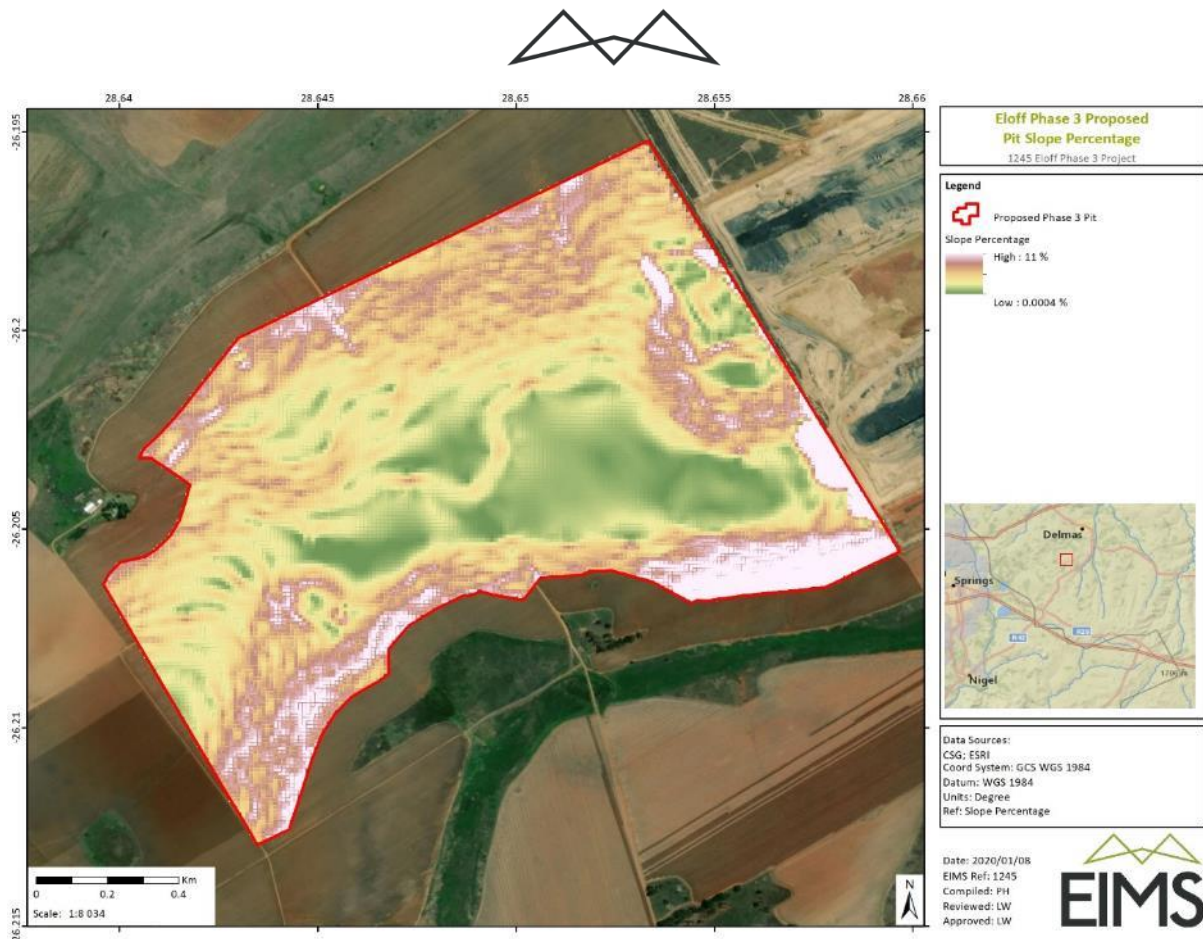 28.64
28.645
28.65
28.655
28.66
-26.195
-26.2
-26.205
-26.21
-26.215
Km
0
0.2
0.4
Scale: 1:8 034
N
Eloff Phase 3 Proposed
Pit Slope Percentage
1245 Eloff Phase 3 Project
Legend
Proposed Phase 3 Pit
Slope Percentage
High : 11 %
Low : 0.0004 %
Delmas
Springs
Nigel
Data Sources:
CSG; ESRI
Coord System: GCS WGS 1984
Datum: WGS 1984
Units: Degree
Ref: Slope Percentage
Date: 2020/01/08
EIMS Ref: 1245
Compiled: PH
Reviewed: LW
Approved: LW
EIMS